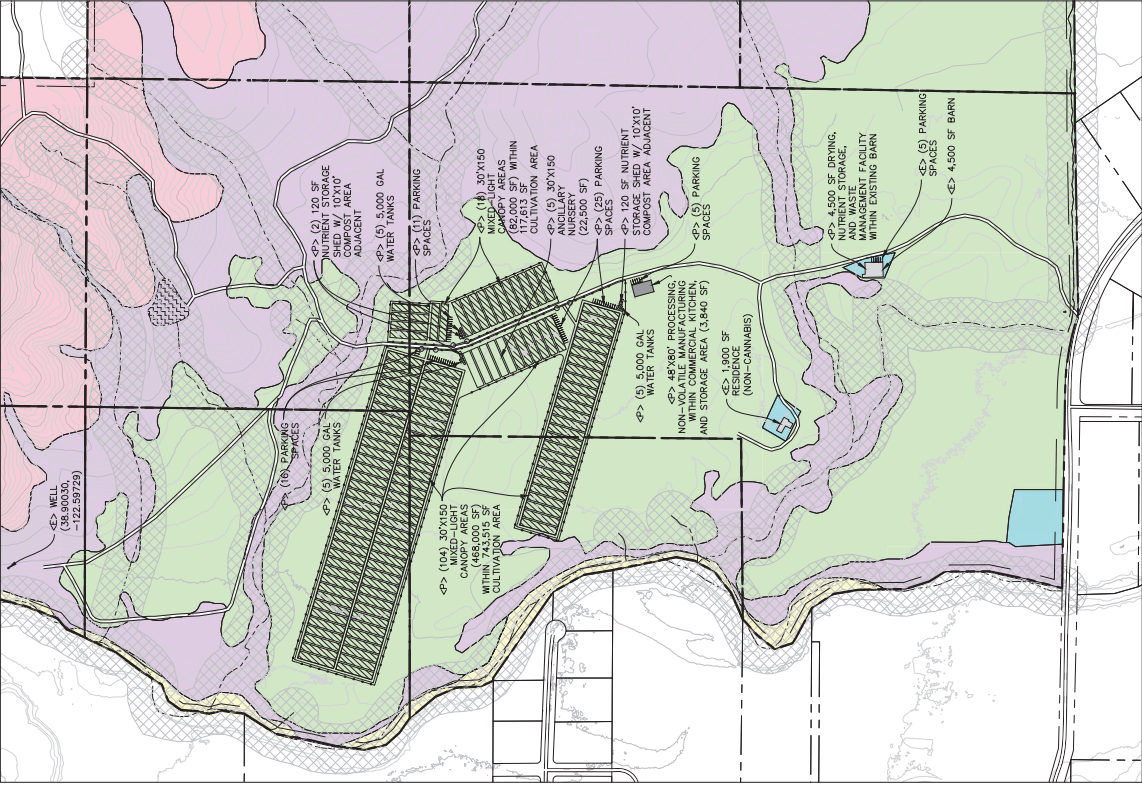 <E> WELL
(38.90030,
-122.59729)
<P> (16) PARKING
SPACES
<P> (5) 5,000 GAL
WATER TANKS
<P> (2) 120 SF
NUTRIENT STORAGE
SHED W/ 10'X10'
COMPOST AREA
ADJACENT
<P> (5) 5,000 GAL
WATER TANKS
<P> (11) PARKING
SPACES
<P> (104) 30'X150
MIXED-LIGHT
CANOPY AREAS
(468,000 SF)
WITHIN 743,515 SF
CULTIVATION AREA
<P> (18) 30'X150
MIXED-LIGHT
CANOPY AREAS
(82,000 SF) WITHIN
117,613 SF
CULTIVATION AREA
<P> (5) 30'X150
ANCILLARY
NURSERY
(22,500 SF)
<P> (25) PARKING
SPACES
<P> 120 SF NUTRIENT
STORAGE SHED W/ 10'X10'
COMPOST AREA ADJACENT
<P> (5) 5,000 GAL
WATER TANKS
<P> 48'X80' PROCESSING,
NON-VOLATILE MANUFACTURING
WITHIN COMMERCIAL KITCHEN,
AND STORAGE AREA (3,840 SF)
<P> (5) PARKING
SPACES
<E> 1,900 SF
RESIDENCE
(NON-CANNABIS)
<P> 4,500 SF DRYING,
NUTRIENT STORAGE,
AND WASTE
MANAGEMENT FACILITY
WITHIN EXISTING BARN
<E> (5) PARKING
SPACES
<E> 4,500 SF BARN